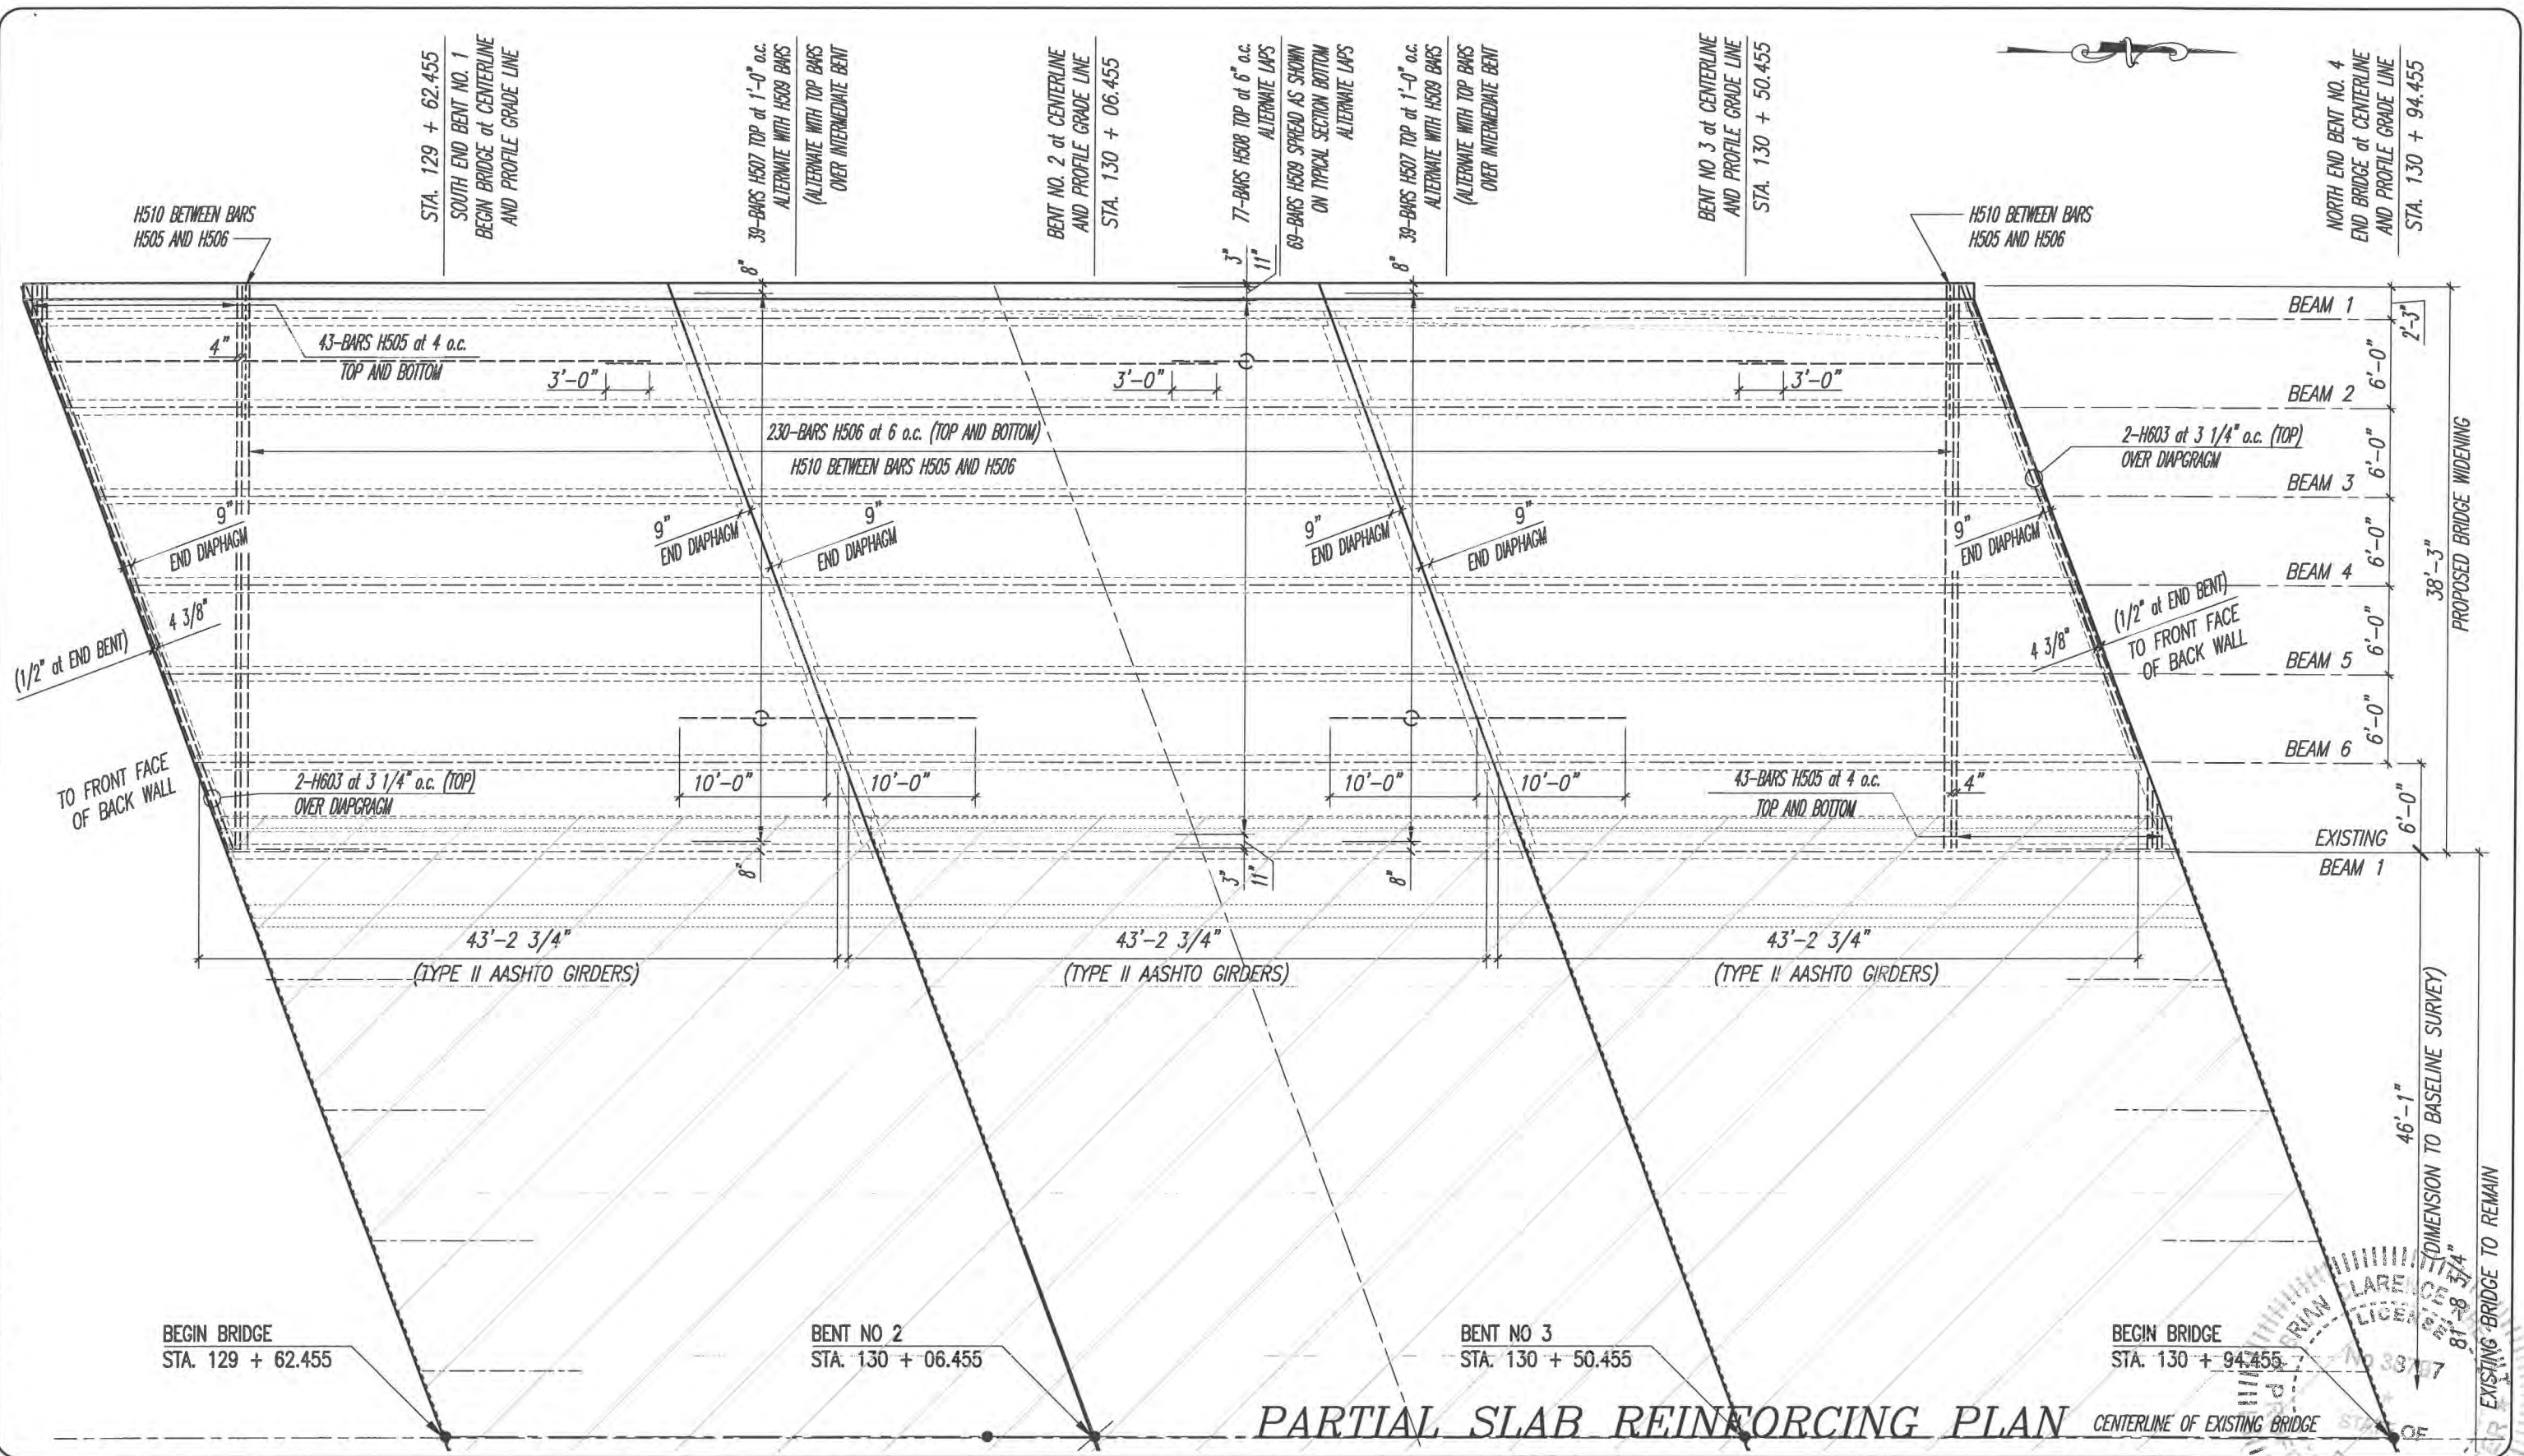 STA. 129 + 62.455
SOUTH END BENT NO. 1
BEGIN BRIDGE at CENTERLINE
AND PROFILE GRADE LINE
39-BARS H507 TOP at 1'-0" o.c.
ALTERNATE WITH H509 BARS
(ALTERNATE WITH TOP BARS
OVER INTERMEDIATE BENT
BENT NO. 2 at CENTERLINE
AND PROFILE GRADE LINE
STA. 130 + 06.455
77-BARS H508 TOP at 6" o.c.
ALTERNATE LAPS
69-BARS H509 SPREAD AS SHOWN
ON TYPICAL SECTION BOTTOM
ALTERNATE LAPS
39-BARS H507 TOP at 1'-0" o.c.
ALTERNATE WITH H509 BARS
(ALTERNATE WITH TOP BARS
OVER INTERMEDIATE BENT
BENT NO 3 at CENTERLINE
AND PROFILE GRADE LINE
STA. 130 + 50.455
NORTH END BENT NO. 4
END BRIDGE at CENTERLINE
AND PROFILE GRADE LINE
STA. 130 + 94.455
H510 BETWEEN BARS
H505 AND H506
H510 BETWEEN BARS
H505 AND H506
8"
3"
11"
8"
BEAM 1
2'-3"
4"
43-BARS H505 at 4 o.c.
TOP AND BOTTOM
3'-0"
3'-0"
3'-0"
6'-0"
BEAM 2
230-BARS H506 at 6 o.c. (TOP AND BOTTOM)
H510 BETWEEN BARS H505 AND H506
2-H603 at 3 1/4" o.c. (TOP)
OVER DIAPGRAGM
6'-0"
BEAM 3
9"
END DIAPHAGM
9"
END DIAPHAGM
9"
END DIAPHAGM
9"
END DIAPHAGM
9"
END DIAPHAGM
9"
END DIAPHAGM
6'-0"
BEAM 4
38'-3"
PROPOSED BRIDGE WIDENING
(1/2" at END BENT)
4 3/8"
TO FRONT FACE
OF BACK WALL
4 3/8"
(1/2" at END BENT)
TO FRONT FACE
OF BACK WALL
6'-0"
BEAM 5
6'-0"
BEAM 6
2-H603 at 3 1/4" o.c. (TOP)
OVER DIAPGRAGM
10'-0"
10'-0"
10'-0"
10'-0"
43-BARS H505 at 4 o.c.
TOP AND BOTTOM
4"
6'-0"
EXISTING
BEAM 1
8"
3"
11"
8"
43'-2 3/4"
(TYPE II AASHTO GIRDERS)
43'-2 3/4"
(TYPE II AASHTO GIRDERS)
43'-2 3/4"
(TYPE II AASHTO GIRDERS)
46'-1"
(DIMENSION TO BASELINE SURVEY)
81'-8 3/4"
EXISTING BRIDGE TO REMAIN
BEGIN BRIDGE
STA. 129 + 62.455
BENT NO 2
STA. 130 + 06.455
BENT NO 3
STA. 130 + 50.455
BEGIN BRIDGE
STA. 130 + 94.455
PARTIAL SLAB REINFORCING PLAN
CENTERLINE OF EXISTING BRIDGE
CLARENCE
LICENSE
OF